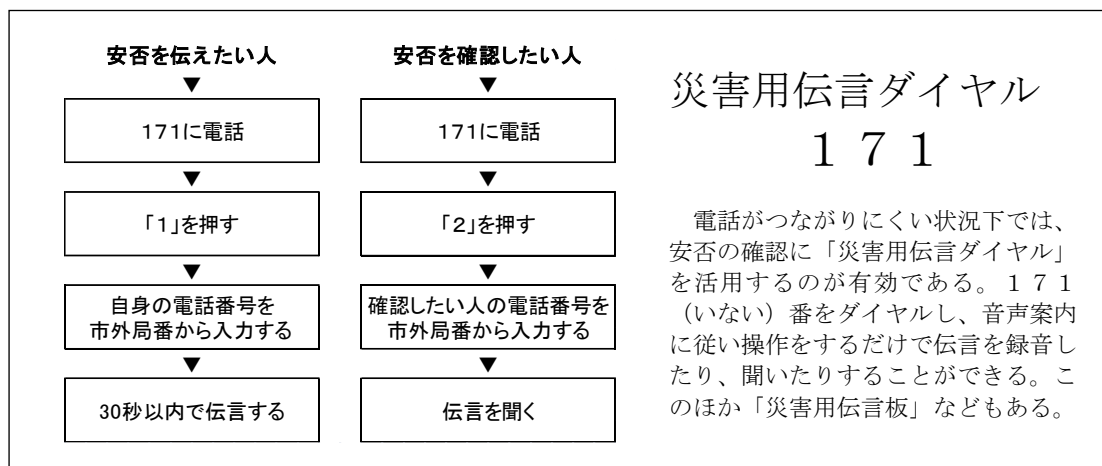 安否を伝えたい人
▼
171に電話
▼
「1」を押す
▼
自身の電話番号を
市外局番から入力する
▼
30秒以内で伝言する
安否を確認したい人
▼
171に電話
▼
「2」を押す
▼
確認したい人の電話番号を
市外局番から入力する
▼
伝言を聞く
災害用伝言ダイヤル
１７１
　電話がつながりにくい状況下では、
安否の確認に「災害用伝言ダイヤル」
を活用するのが有効である。１７１
（いない）番をダイヤルし、音声案内
に従い操作をするだけで伝言を録音し
たり、聞いたりすることができる。こ
のほか「災害用伝言板」などもある。